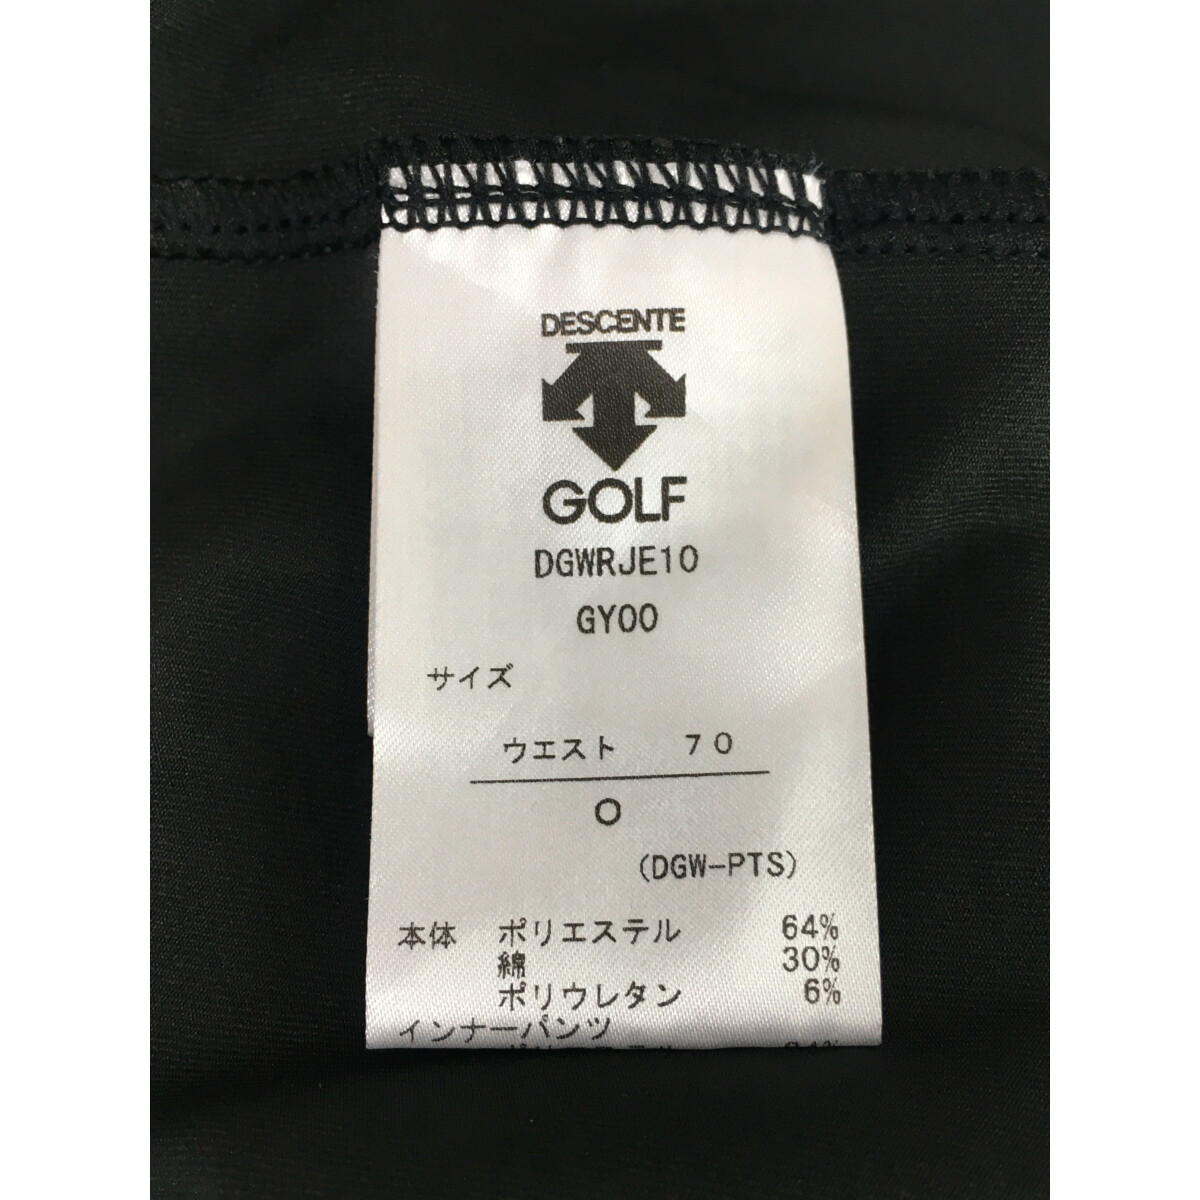 DESCENTE
GOLF
DGWRJE10
GY00
サイズ
ウエスト 70
O
(DGW-PTS)
本体 ポリエステル 64%
綿 30%
ポリウレタン 6%
インナーパンツ